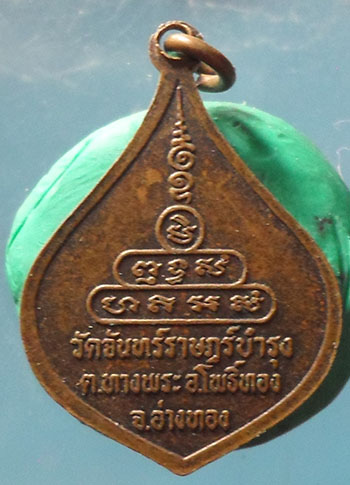 วัดจันทร์ราษฎร์บำรุง
ต.ทางพระ อ.โพธิ์ทอง
จ.อ่างทอง